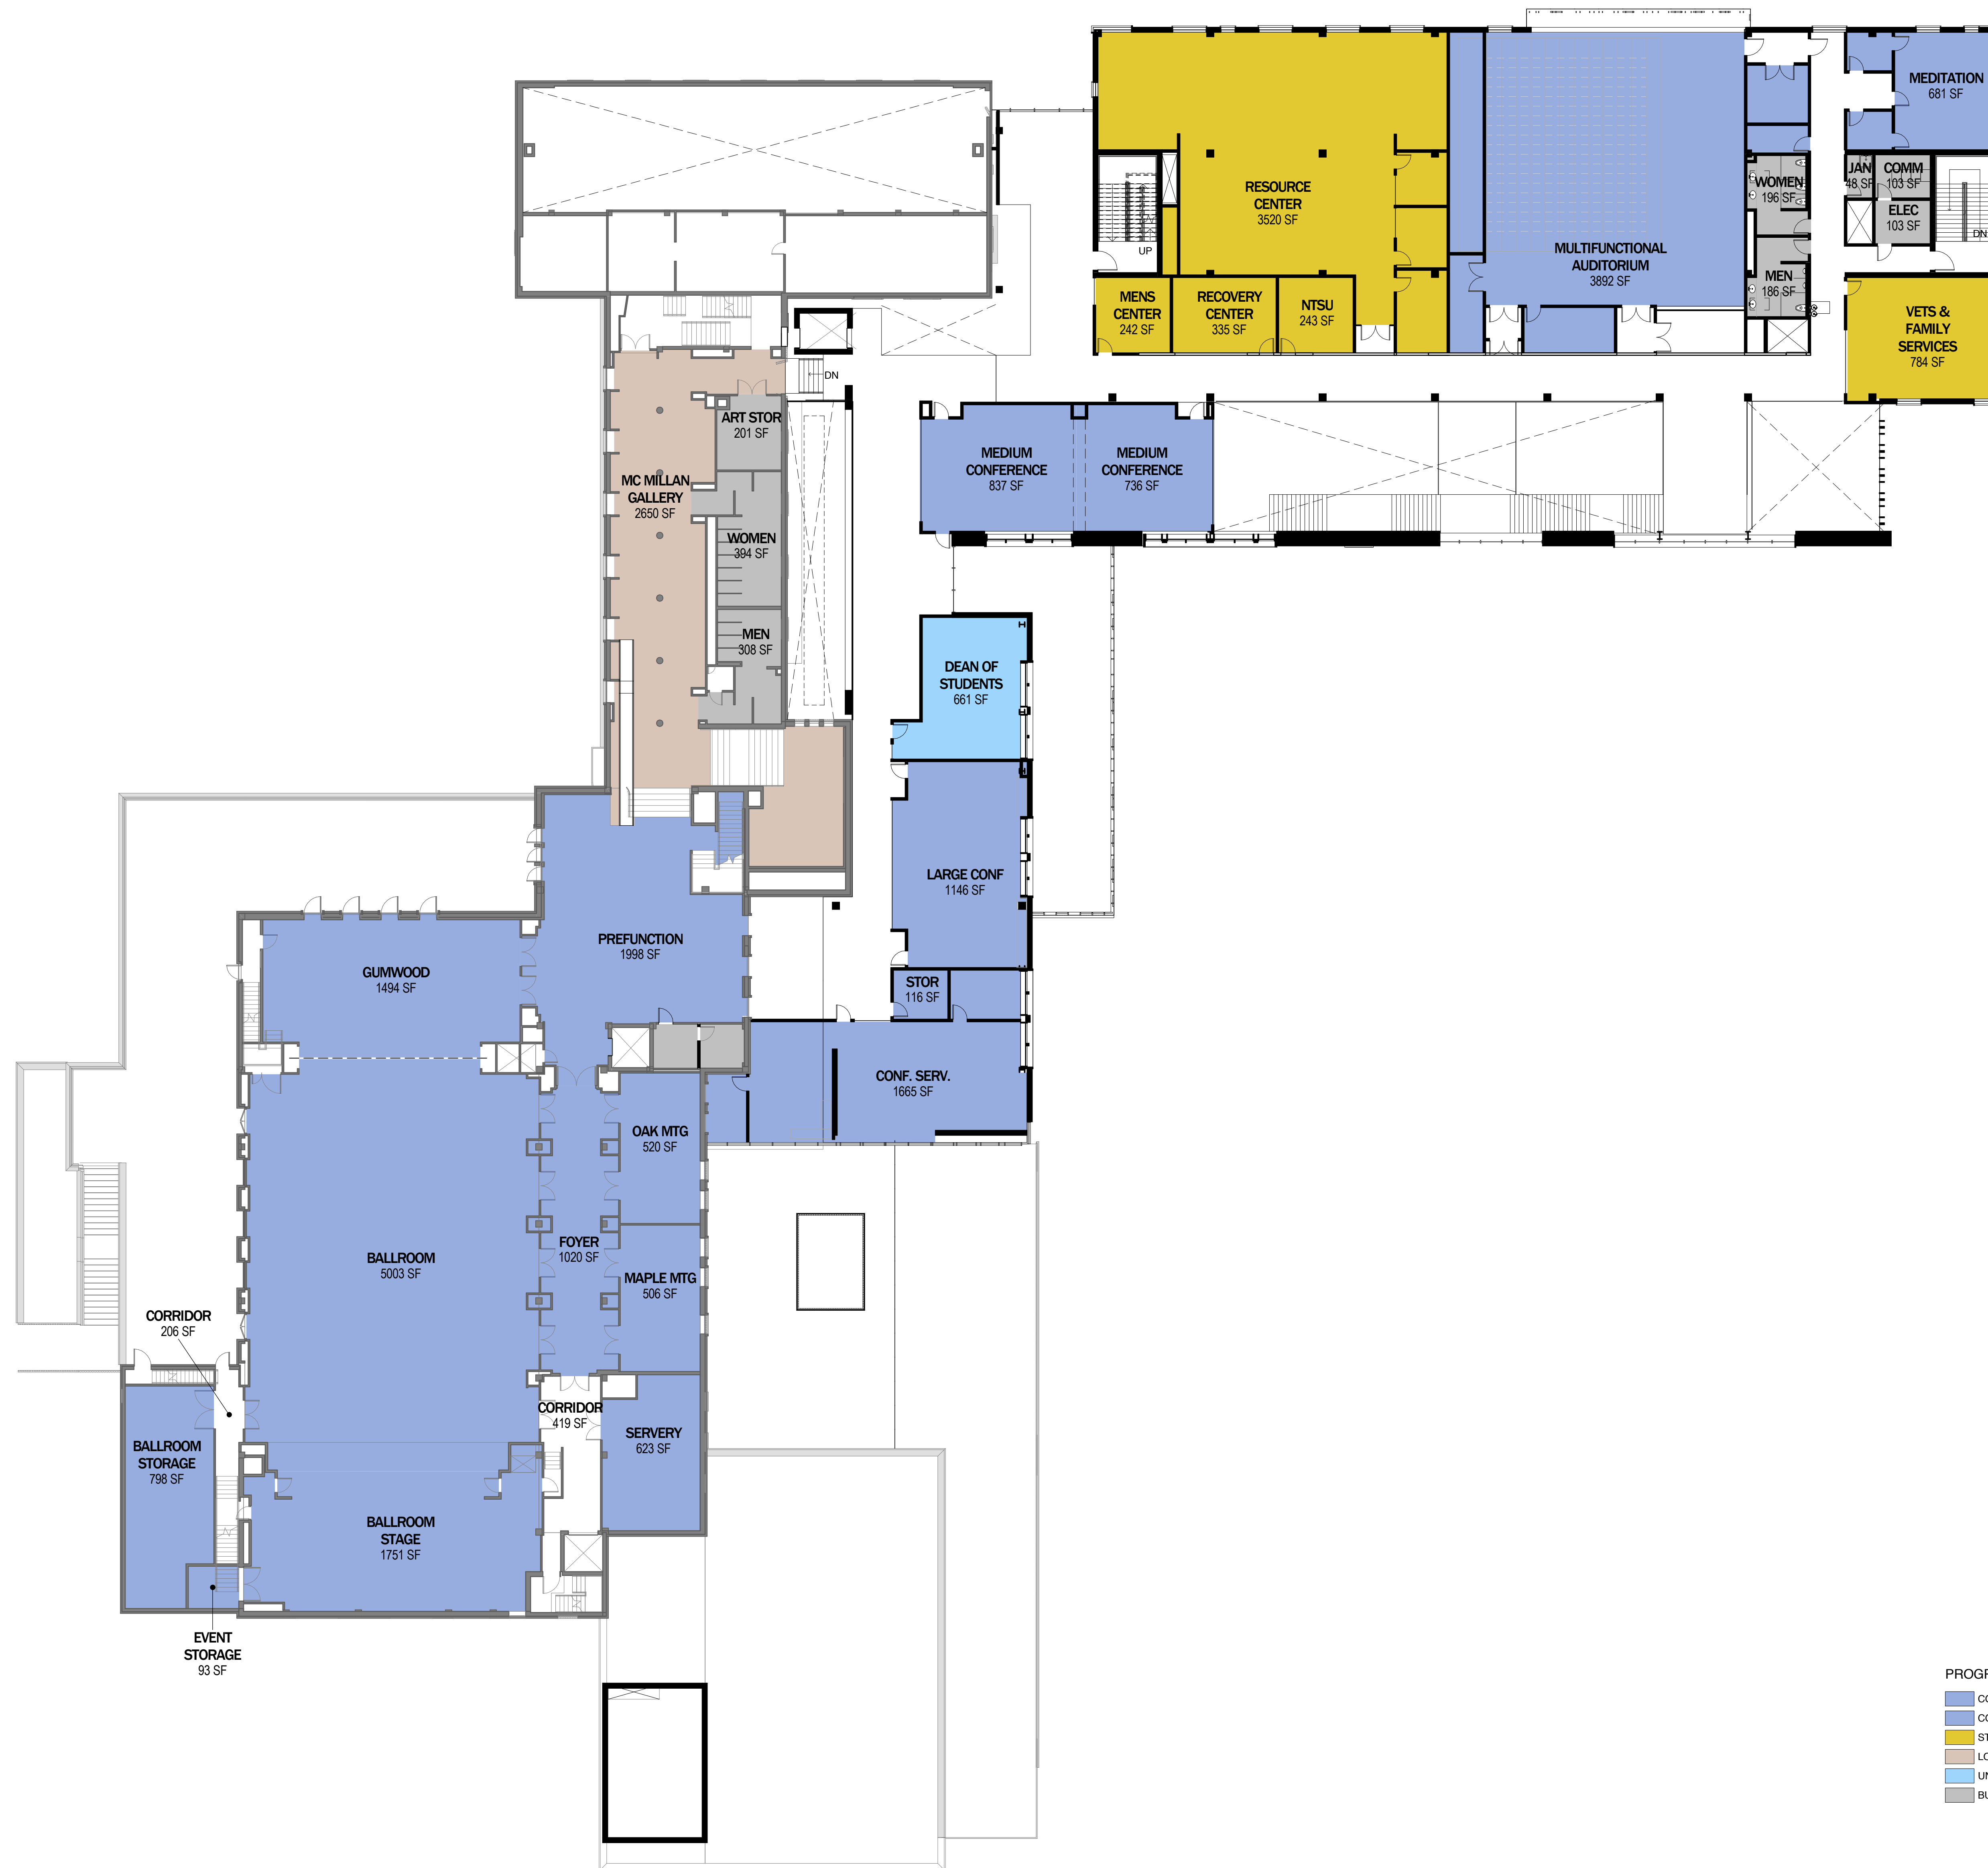 MEDITATION
681 SF
JAN
48 SF
COMM
103 SF
WOMEN
196 SF
ELEC
103 SF
DN
RESOURCE
CENTER
3520 SF
UP
MULTIFUNCTIONAL
AUDITORIUM
3892 SF
MEN
186 SF
MENS
CENTER
242 SF
RECOVERY
CENTER
335 SF
NTSU
243 SF
VETS &
FAMILY
SERVICES
784 SF
DN
ART STOR
201 SF
MEDIUM
CONFERENCE
837 SF
MEDIUM
CONFERENCE
736 SF
MC MILLAN
GALLERY
2650 SF
WOMEN
394 SF
MEN
308 SF
DEAN OF
STUDENTS
661 SF
LARGE CONF
1146 SF
PREFUNCTION
1998 SF
GUMWOOD
1494 SF
STOR
116 SF
CONF. SERV.
1665 SF
OAK MTG
520 SF
FOYER
1020 SF
BALLROOM
5003 SF
MAPLE MTG
506 SF
CORRIDOR
206 SF
CORRIDOR
419 SF
SERVERY
623 SF
BALLROOM
STORAGE
798 SF
BALLROOM
STAGE
1751 SF
EVENT
STORAGE
93 SF